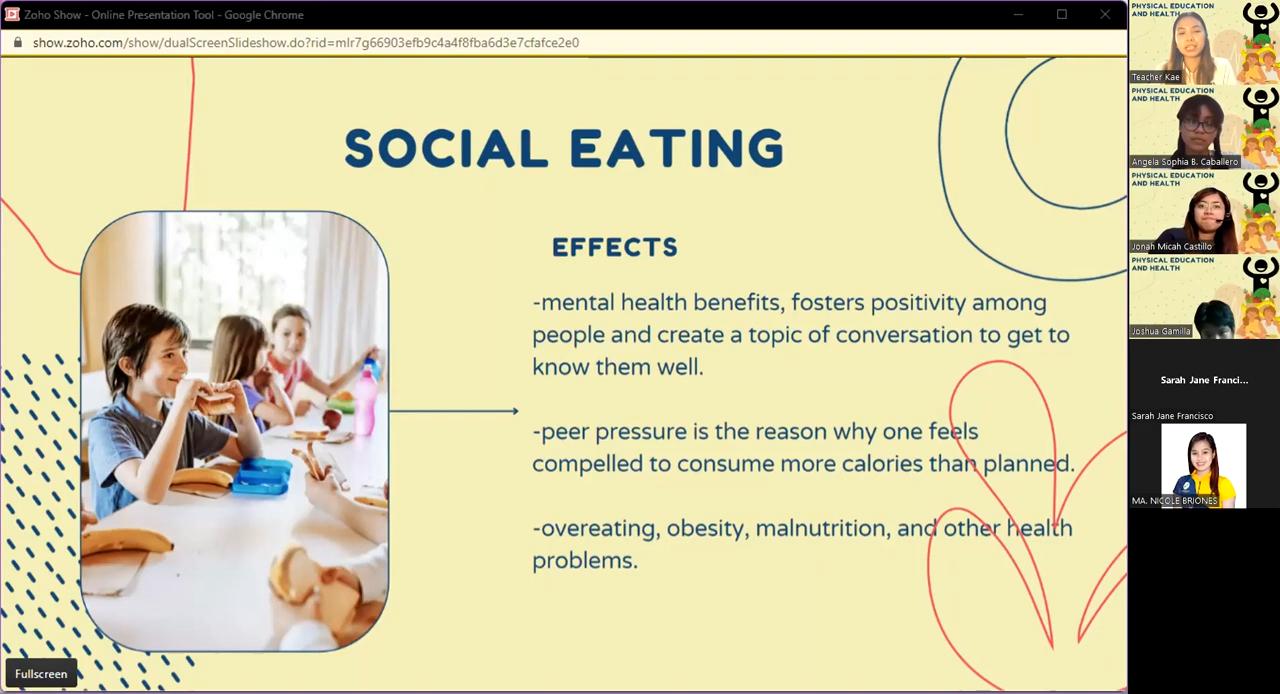 Zoho Show - Online Presentation Tool - Google Chrome
show.zoho.com/show/dualScreenSlideshow.do?rid=mlr7g66903efb9c4a4f8fba6d3e7cfafce2e0
SOCIAL EATING
EFFECTS
-mental health benefits, fosters positivity among
people and create a topic of conversation to get to
know them well.
-peer pressure is the reason why one feels
compelled to consume more calories than planned.
-overeating, obesity, malnutrition, and other health
problems.
Fullscreen
PHYSICAL EDUCATION
AND HEALTH
Teacher Kae
PHYSICAL EDUCATION
AND HEALTH
Angela Sophia B. Caballero
PHYSICAL EDUCATION
AND HEALTH
Jonah Micah Castillo
PHYSICAL EDUCATION
AND HEALTH
Joshua Gamilla
Sarah Jane Franci...
Sarah Jane Francisco
MA. NICOLE BRIONES